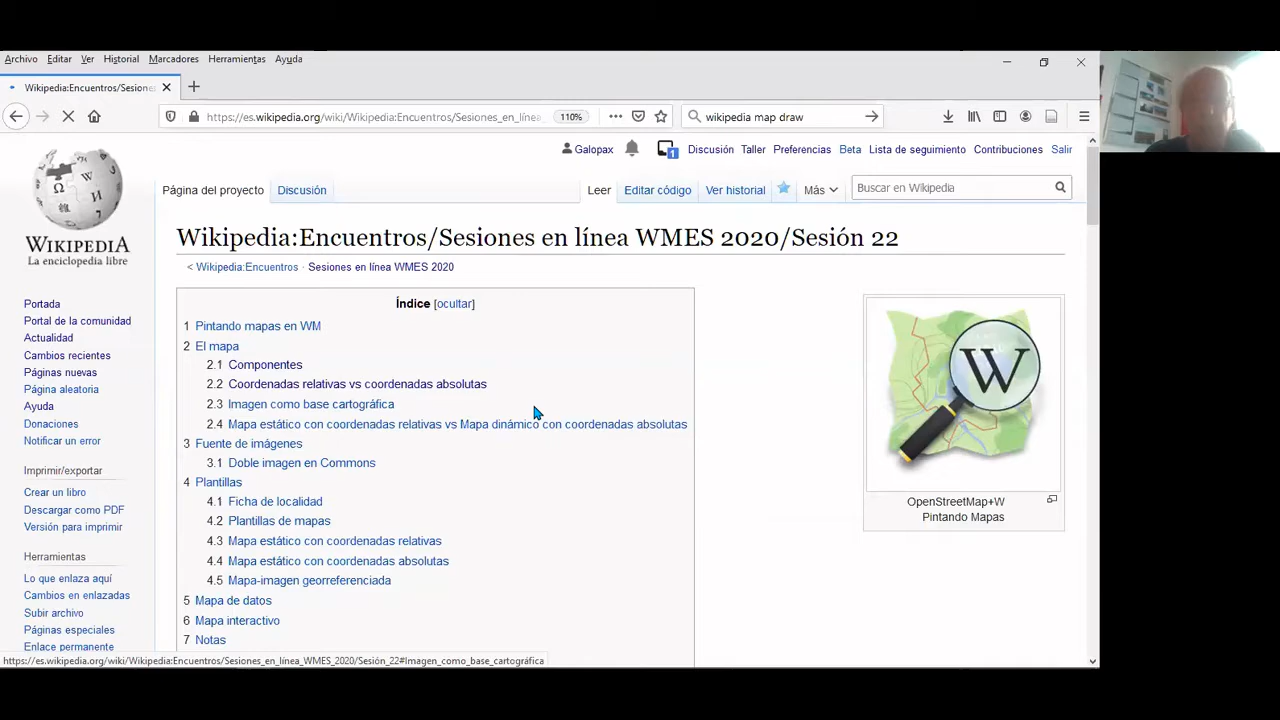 Archivo Editar Ver Historial Marcadores Herramientas Ayuda
Wikipedia:Encuentros/Sesiones
https://es.wikipedia.org/wiki/Wikipedia:Encuentros/Sesiones_en_línea_ 110% wikipedia map draw
Galopax 1 Discusión Taller Preferencias Beta Lista de seguimiento Contribuciones Salir
Página del proyecto Discusión Leer Editar código Ver historial Más Buscar en Wikipedia
WIKIPEDIA
La enciclopedia libre
Wikipedia:Encuentros/Sesiones en línea WMES 2020/Sesión 22
< Wikipedia:Encuentros · Sesiones en línea WMES 2020
Portada
Portal de la comunidad
Actualidad
Cambios recientes
Páginas nuevas
Página aleatoria
Ayuda
Donaciones
Notificar un error
Imprimir/exportar
Crear un libro
Descargar como PDF
Versión para imprimir
Herramientas
Lo que enlaza aquí
Cambios en enlazadas
Subir archivo
Páginas especiales
Enlace permanente
Índice [ocultar]
1 Pintando mapas en WM
2 El mapa
2.1 Componentes
2.2 Coordenadas relativas vs coordenadas absolutas
2.3 Imagen como base cartográfica
2.4 Mapa estático con coordenadas relativas vs Mapa dinámico con coordenadas absolutas
3 Fuente de imágenes
3.1 Doble imagen en Commons
4 Plantillas
4.1 Ficha de localidad
4.2 Plantillas de mapas
4.3 Mapa estático con coordenadas relativas
4.4 Mapa estático con coordenadas absolutas
4.5 Mapa-imagen georreferenciada
5 Mapa de datos
6 Mapa interactivo
7 Notas
W
OpenStreetMap+W
Pintando Mapas
https://es.wikipedia.org/wiki/Wikipedia:Encuentros/Sesiones_en_línea_WMES_2020/Sesión_22#Imagen_como_base_cartográfica